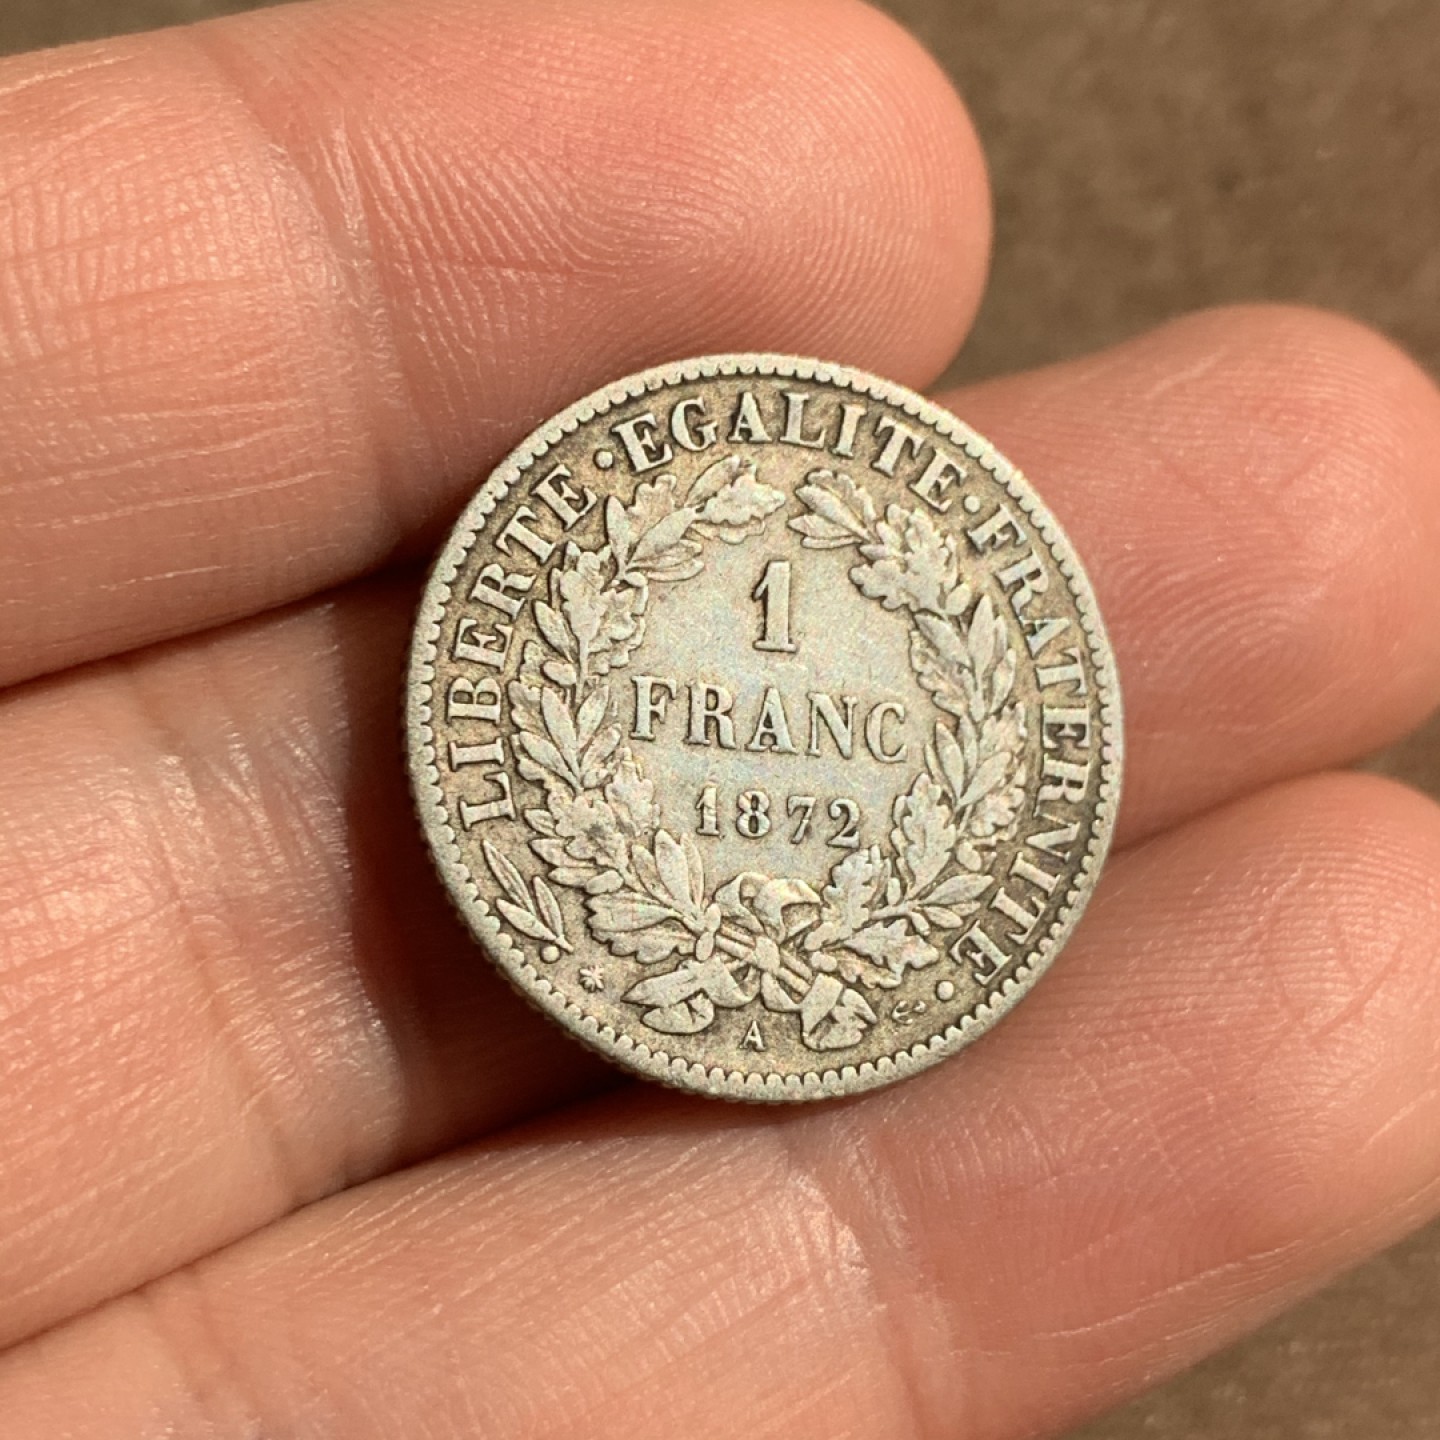 LIBERTE · EGALITE · FRATERNITE ·
1
FRANC
1872
A